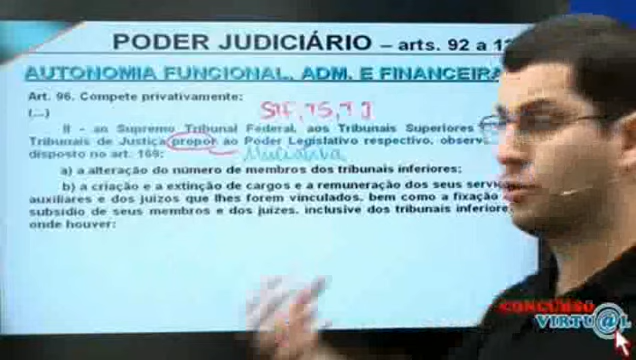 PODER JUDICIÁRIO – arts. 92 a 1
AUTONOMIA FUNCIONAL, ADM. E FINANCEIRA
Art. 96. Compete privativamente:
(...)
STF, TS, TJ
II - ao Supremo Tribunal Federal, aos Tribunais Superiores
Tribunais de Justiça propor ao Poder Legislativo respectivo, observ
disposto no art. 169:
a) a alteração do número de membros dos tribunais inferiores;
b) a criação e a extinção de cargos e a remuneração dos seus servi
auxiliares e dos juízos que lhes forem vinculados, bem como a fixação
subsídio de seus membros e dos juízes, inclusive dos tribunais inferiore
onde houver;
CONCURSO
VIRTU@L